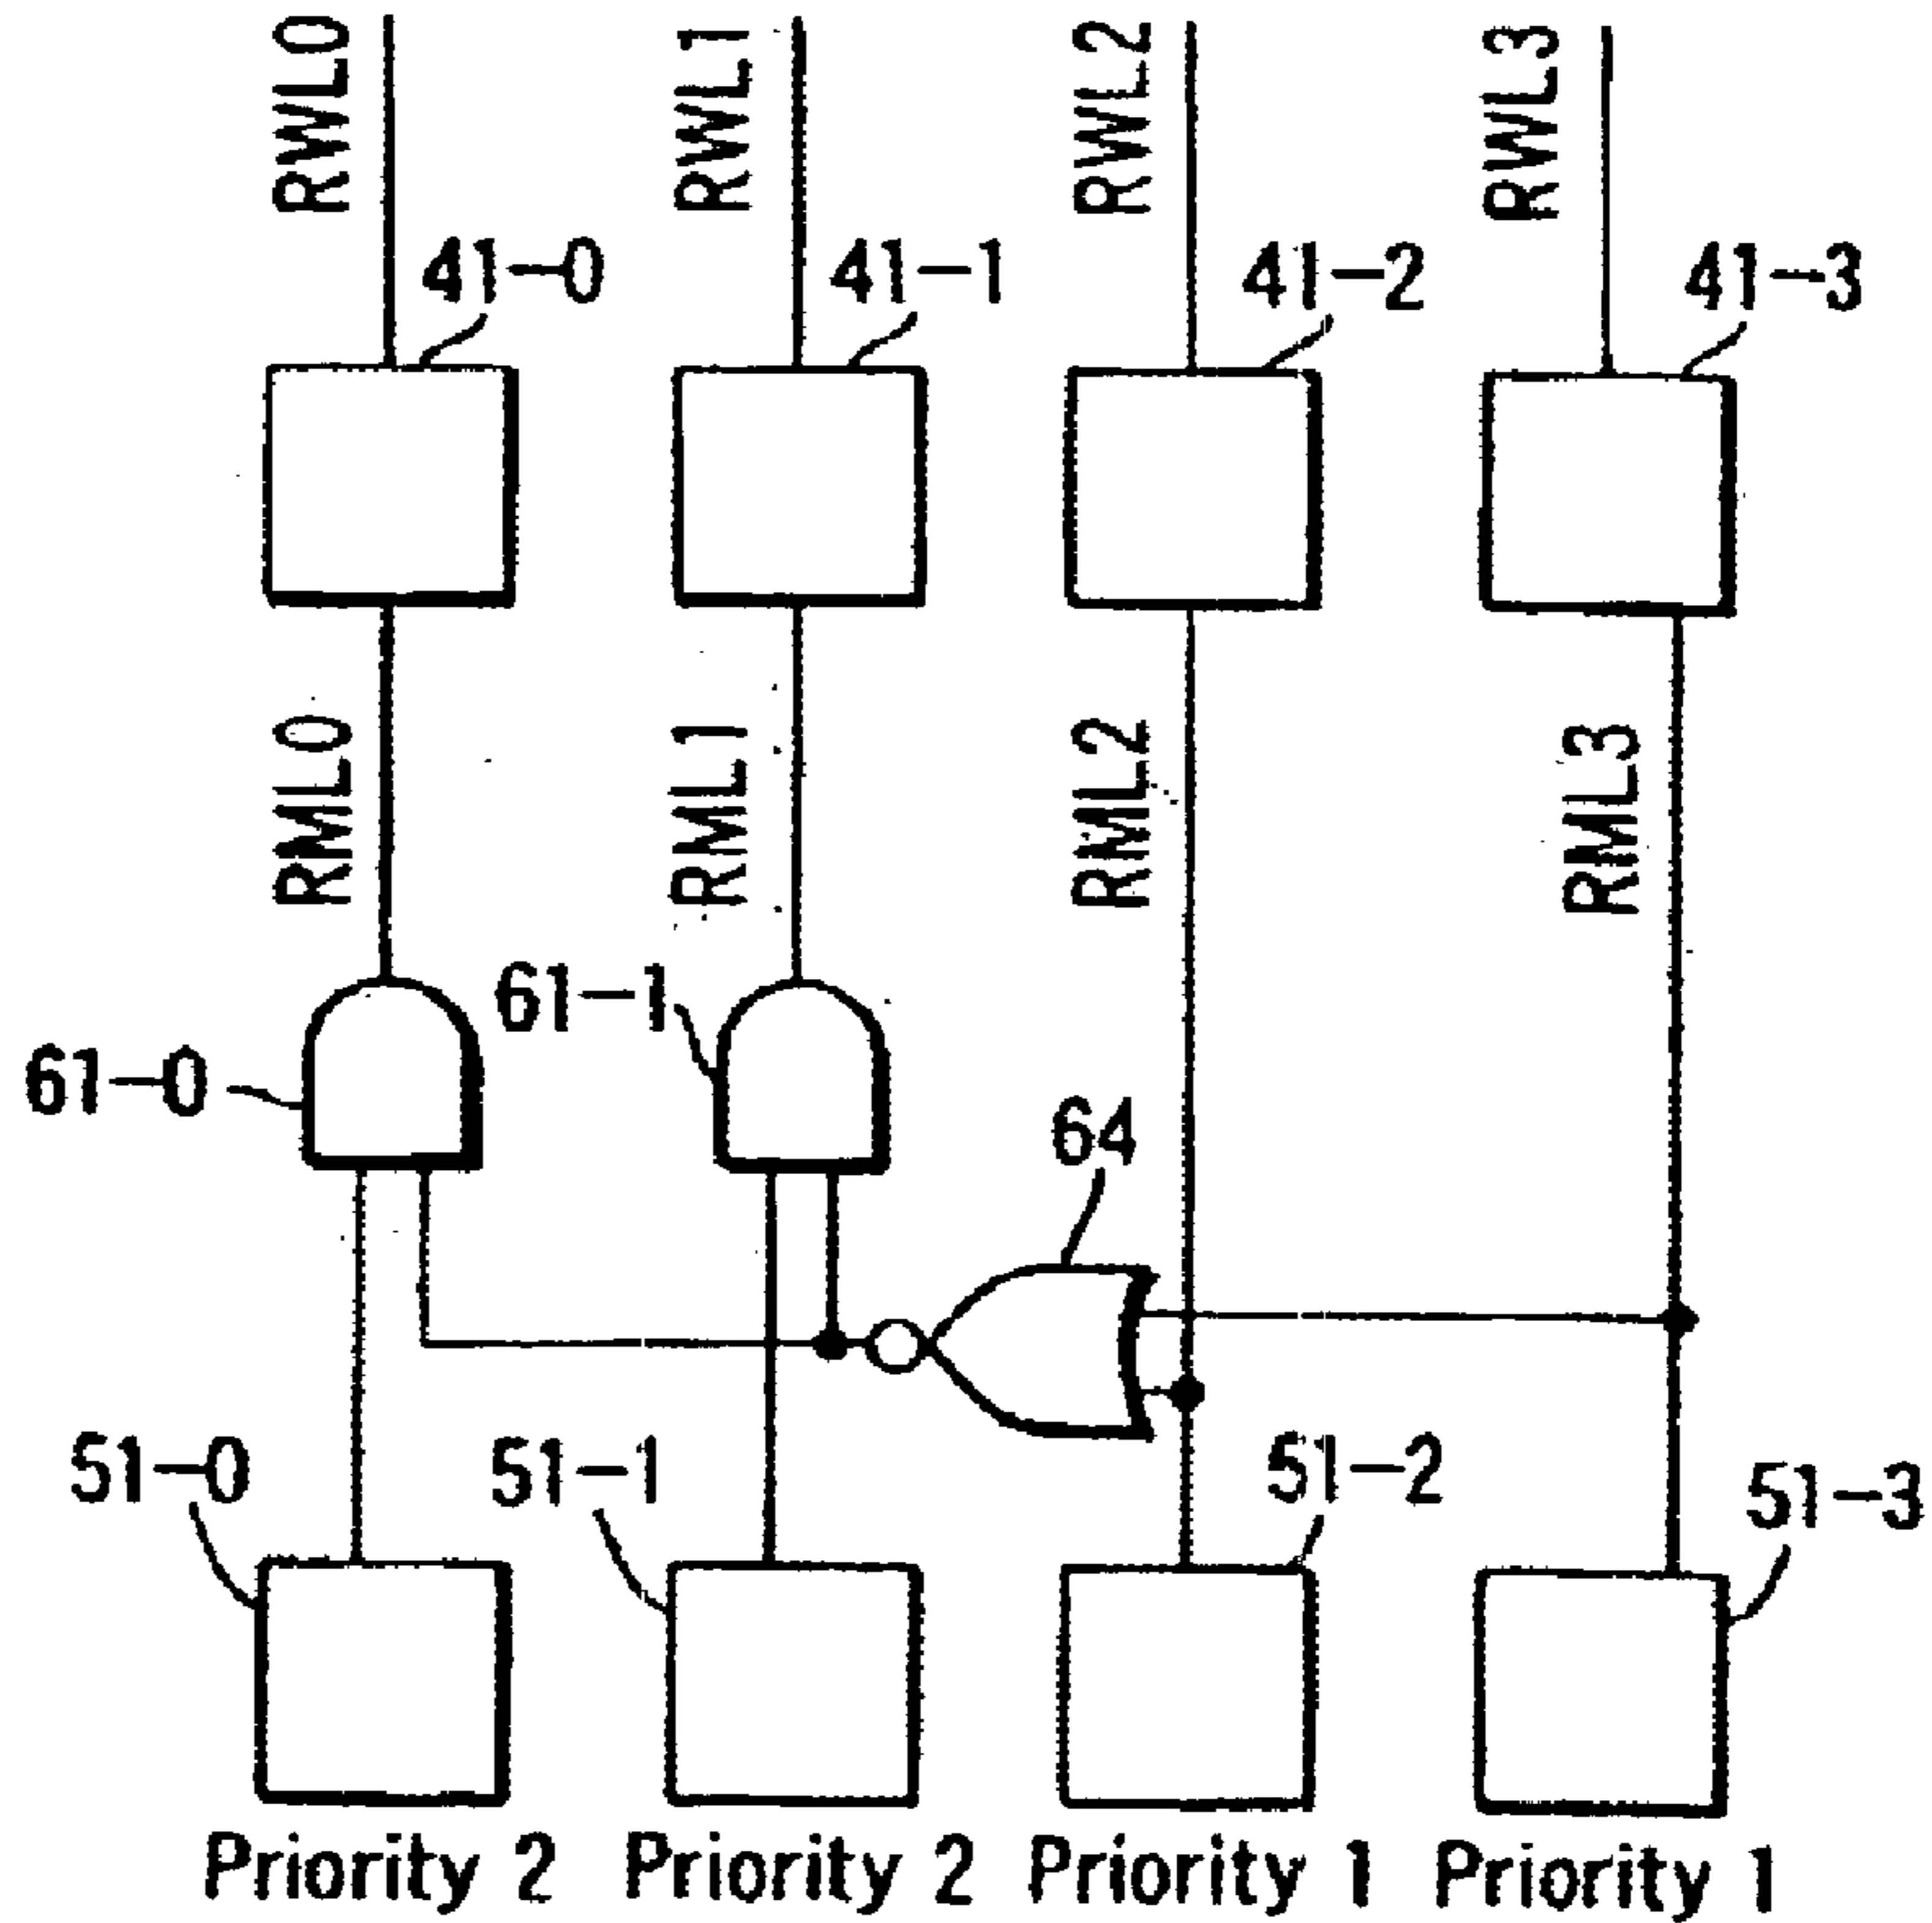 RWL0
RWL1
RWL2
RWL3
41-0
41-1
41-2
41-3
RML0
RML1
RML2
RML3
61-0
61-1
64
51-0
51-1
51-2
51-3
Priority 2
Priority 2
Priority 1
Priority 1